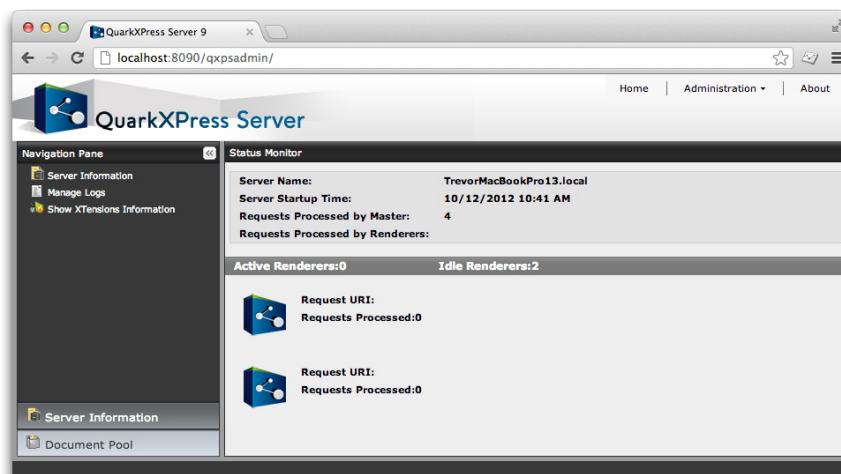 QuarkXPress Server 9
localhost:8090/qxpsadmin/
Home | Administration | About
QuarkXPress Server
Navigation Pane
Status Monitor
Server Information
Manage Logs
Show XTensions Information
Server Name: TrevorMacBookPro13.local
Server Startup Time: 10/12/2012 10:41 AM
Requests Processed by Master: 4
Requests Processed by Renderers:
Active Renderers:0 Idle Renderers:2
Request URI:
Requests Processed:0
Request URI:
Requests Processed:0
Server Information
Document Pool